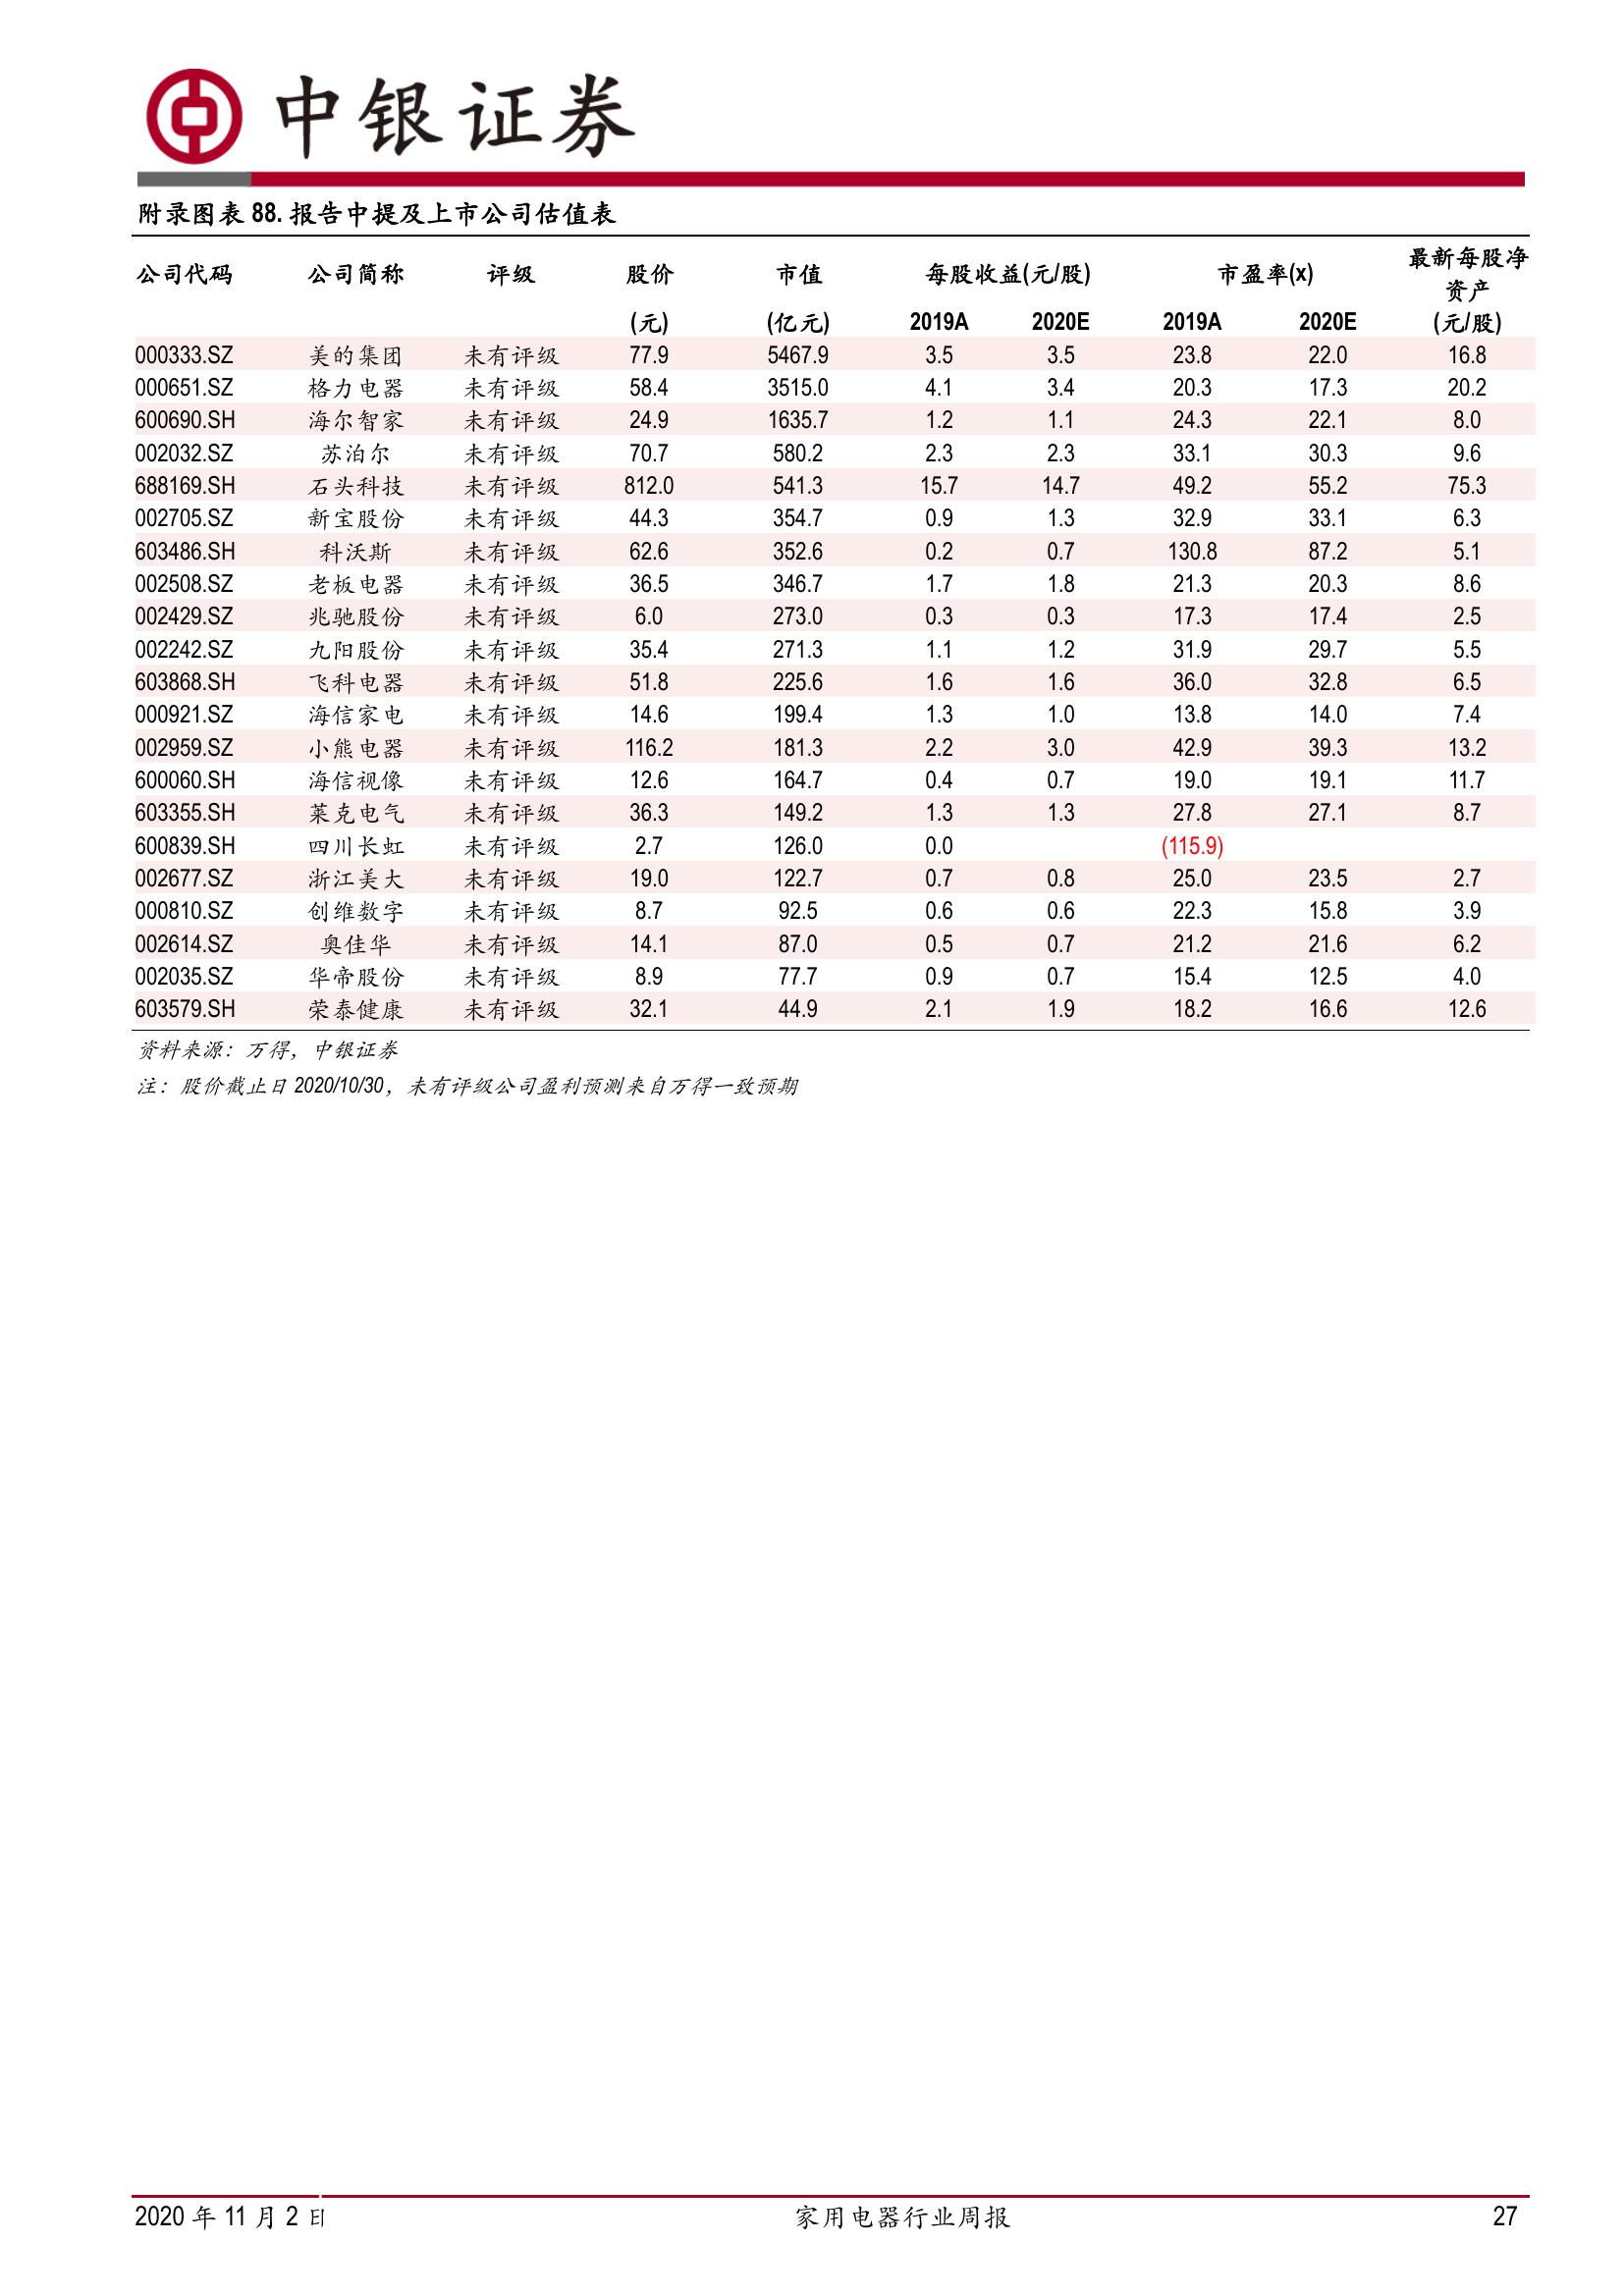 中银证券
附录图表 88. 报告中提及上市公司估值表
公司代码 公司简称 评级 股价 市值 每股收益(元/股) 市盈率(x) 最新每股净
资产
(元) (亿元) 2019A 2020E 2019A 2020E (元/股)
000333.SZ 美的集团 未有评级 77.9 5467.9 3.5 3.5 23.8 22.0 16.8
000651.SZ 格力电器 未有评级 58.4 3515.0 4.1 3.4 20.3 17.3 20.2
600690.SH 海尔智家 未有评级 24.9 1635.7 1.2 1.1 24.3 22.1 8.0
002032.SZ 苏泊尔 未有评级 70.7 580.2 2.3 2.3 33.1 30.3 9.6
688169.SH 石头科技 未有评级 812.0 541.3 15.7 14.7 49.2 55.2 75.3
002705.SZ 新宝股份 未有评级 44.3 354.7 0.9 1.3 32.9 33.1 6.3
603486.SH 科沃斯 未有评级 62.6 352.6 0.2 0.7 130.8 87.2 5.1
002508.SZ 老板电器 未有评级 36.5 346.7 1.7 1.8 21.3 20.3 8.6
002429.SZ 兆驰股份 未有评级 6.0 273.0 0.3 0.3 17.3 17.4 2.5
002242.SZ 九阳股份 未有评级 35.4 271.3 1.1 1.2 31.9 29.7 5.5
603868.SH 飞科电器 未有评级 51.8 225.6 1.6 1.6 36.0 32.8 6.5
000921.SZ 海信家电 未有评级 14.6 199.4 1.3 1.0 13.8 14.0 7.4
002959.SZ 小熊电器 未有评级 116.2 181.3 2.2 3.0 42.9 39.3 13.2
600060.SH 海信视像 未有评级 12.6 164.7 0.4 0.7 19.0 19.1 11.7
603355.SH 莱克电气 未有评级 36.3 149.2 1.3 1.3 27.8 27.1 8.7
600839.SH 四川长虹 未有评级 2.7 126.0 0.0 (115.9)
002677.SZ 浙江美大 未有评级 19.0 122.7 0.7 0.8 25.0 23.5 2.7
000810.SZ 创维数字 未有评级 8.7 92.5 0.6 0.6 22.3 15.8 3.9
002614.SZ 奥佳华 未有评级 14.1 87.0 0.5 0.7 21.2 21.6 6.2
002035.SZ 华帝股份 未有评级 8.9 77.7 0.9 0.7 15.4 12.5 4.0
603579.SH 荣泰健康 未有评级 32.1 44.9 2.1 1.9 18.2 16.6 12.6
资料来源：万得，中银证券
注：股价截止日 2020/10/30，未有评级公司盈利预测来自万得一致预期
2020 年 11 月 2 日 家用电器行业周报 27